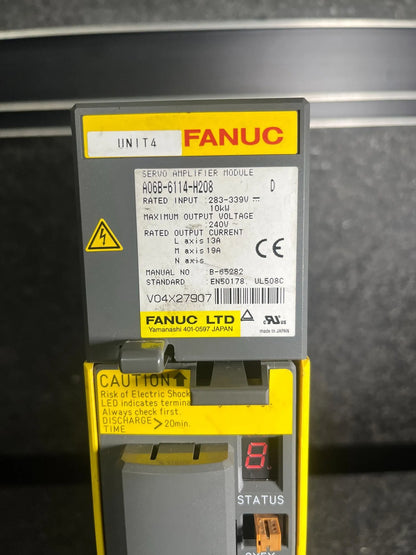 UNIT4
FANUC
SERVO AMPLIFIER MODULE
A06B-6114-H208 D
RATED INPUT :283-339V
10kW
MAXIMUM OUTPUT VOLTAGE
:240V~
RATED OUTPUT CURRENT
L axis 13A
M axis 19A
N axis
MANUAL NO B-65282
STANDARD EN50178, UL508C
V04X27907
CE
FANUC LTD
Yamanashi 401-0597 JAPAN
made in JAPAN
CAUTION
Risk of Electric Shock
LED indicates termina
Always check first.
DISCHARGE
TIME >20min.
8
STATUS